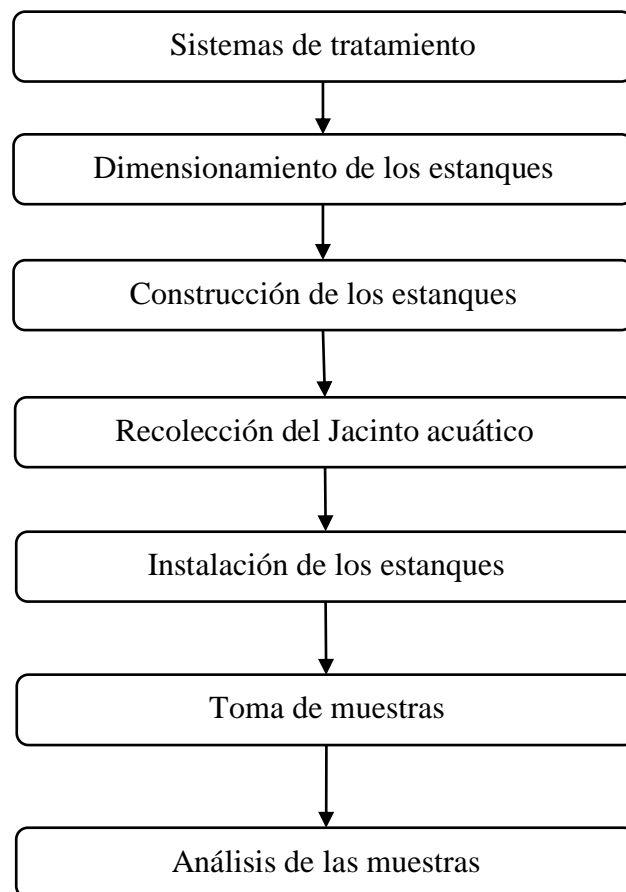 Sistemas de tratamiento
Dimensionamiento de los estanques
Construcción de los estanques
Recolección del Jacinto acuático
Instalación de los estanques
Toma de muestras
Análisis de las muestras